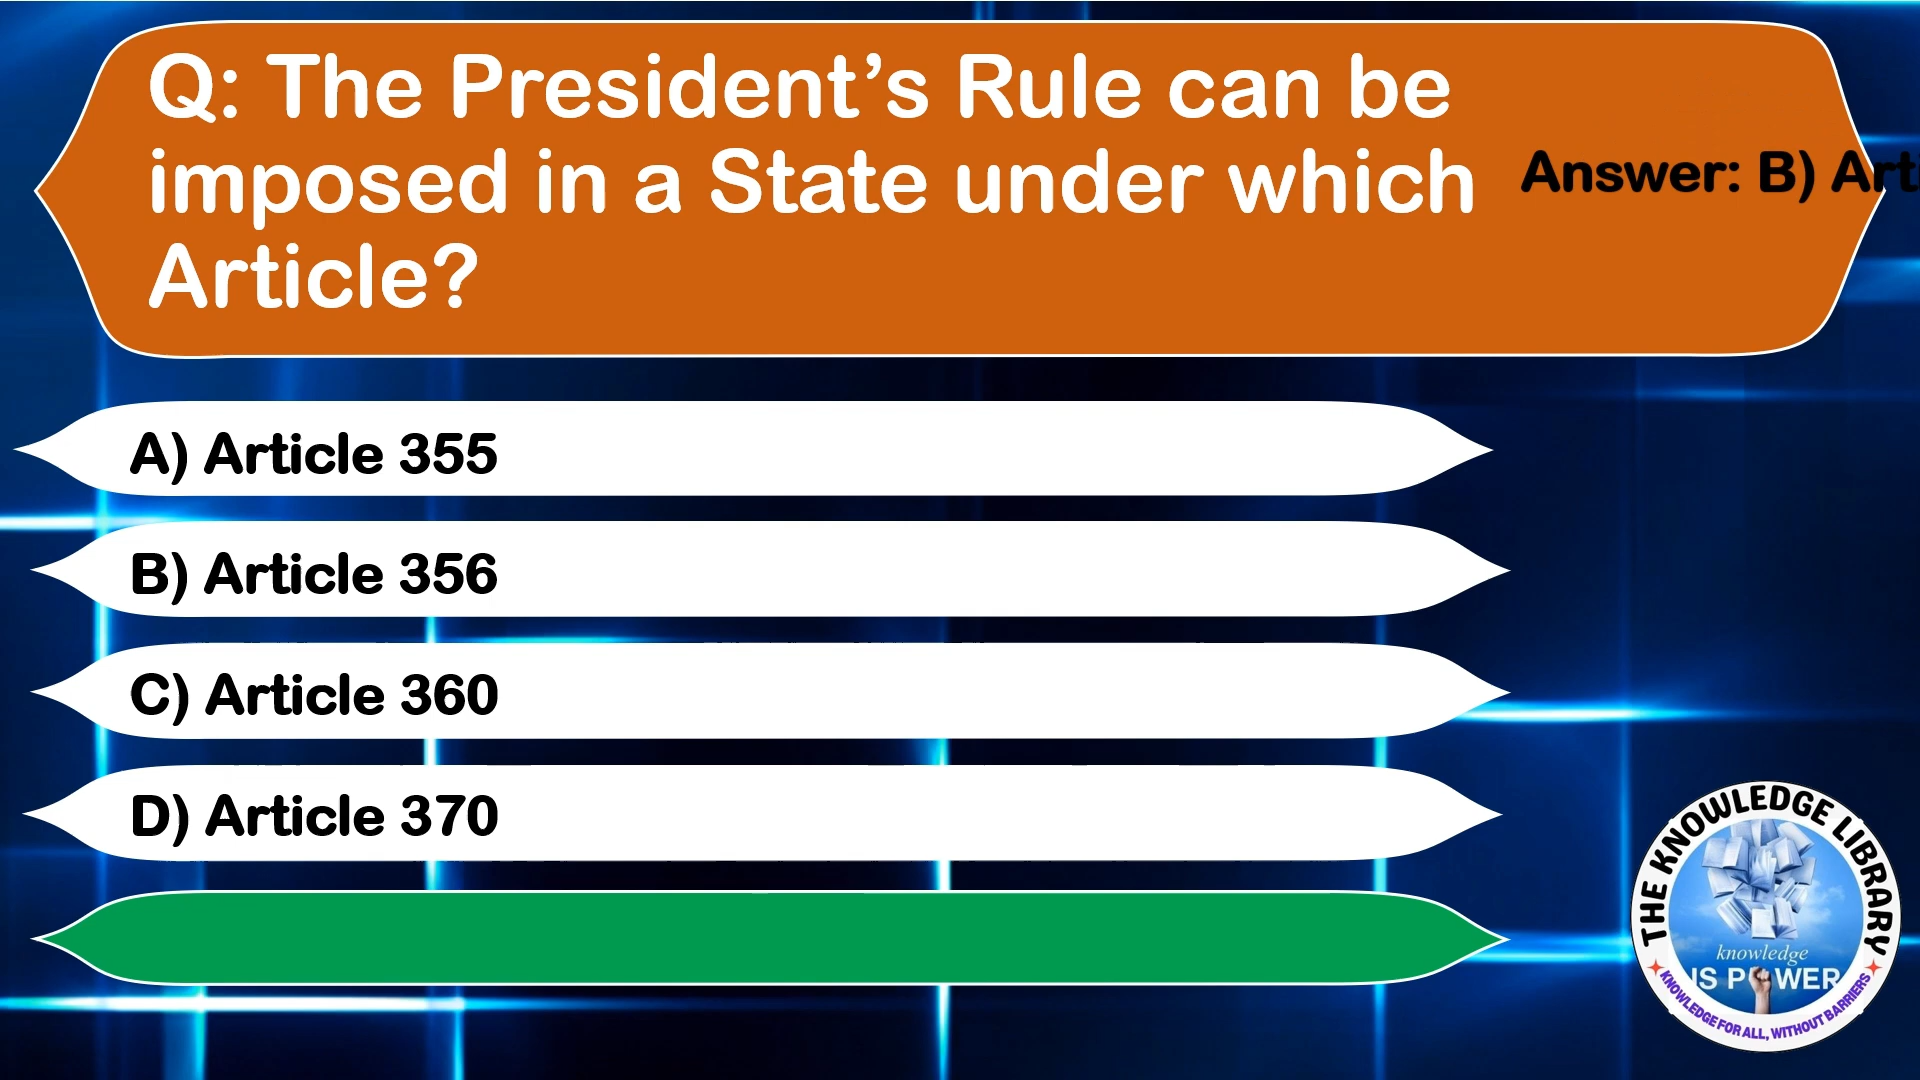 Q: The President’s Rule can be
imposed in a State under which
Article?
Answer: B) Art
A) Article 355
B) Article 356
C) Article 360
D) Article 370
THE KNOWLEDGE LIBRARY
knowledge
IS POWER
KNOWLEDGE FOR ALL, WITHOUT BARRIERS